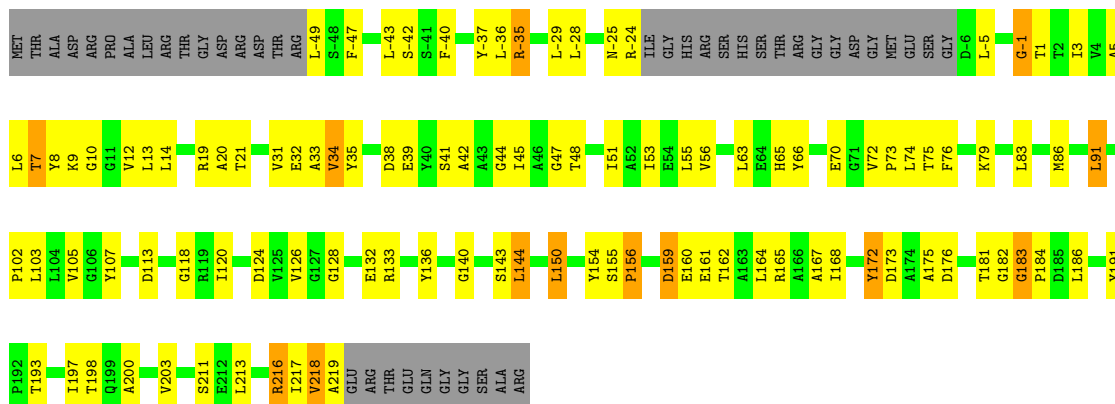 MET THR ALA ASP ARG PRO ALA LEU ARG THR GLY ASP ARG ASP THR ARG L-49 S-48 F-47 L-43 S-42 S-41 F-40 Y-37 L-36 R-35 L-29 L-28 N-25 R-24 ILE GLY HIS ARG SER HIS SER THR ARG GLY GLY ASP GLY MET GLU SER GLY D-6 L-5 G-1 T1 T2 I3 V4 A5
L6 T7 Y8 K9 G10 G11 V12 L13 L14 R19 A20 T21 V31 E32 A33 V34 Y35 D38 E39 Y40 S41 A42 A43 G44 I45 A46 G47 T48 I51 A52 I53 E54 L55 V56 L63 E64 H65 Y66 E70 G71 V72 P73 L74 T75 F76 K79 L83 M86 L91
P102 L103 L104 V105 G106 Y107 D113 G118 R119 I120 D124 V125 V126 G127 G128 E132 R133 Y136 G140 S143 L144 L150 Y154 S155 P156 D159 E160 E161 T162 A163 L164 R165 A166 A167 I168 Y172 D173 A174 A175 D176 T181 G182 G183 P184 D185 L186
P192 T193 I197 T198 Q199 A200 V203 S211 E212 L213 R216 I217 V218 A219 GLU ARG THR GLU GLN GLY GLY SER ALA ARG